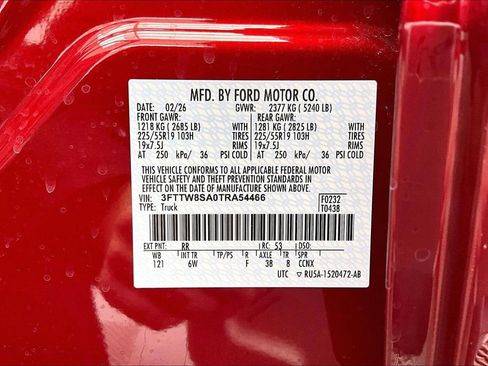 MFD. BY FORD MOTOR CO.
DATE: 02/26 GVWR: 2377 KG ( 5240 LB)
FRONT GAWR: REAR GAWR:
1218 KG ( 2685 LB) WITH 1281 KG ( 2825 LB) WITH
225/55R19 103H TIRES 225/55R19 103H TIRES
19x7.5J RIMS 19x7.5J RIMS
AT 250 kPa/ 36 PSI COLD AT 250 kPa/ 36 PSI COLD
THIS VEHICLE CONFORMS TO ALL APPLICABLE FEDERAL MOTOR
VEHICLE SAFETY AND THEFT PREVENTION STANDARDS IN EFFECT
ON THE DATE OF MANUFACTURE SHOWN ABOVE.
VIN: 3FTTW8SA0TRA54466 F0232
TYPE: Truck T0438
EXT PNT: RR RC: 53 DSO:
WB INT TR TP/PS R AXLE TR SPR
121 6W F 38 8 CCNX
UTC RU5A-1520472-AB